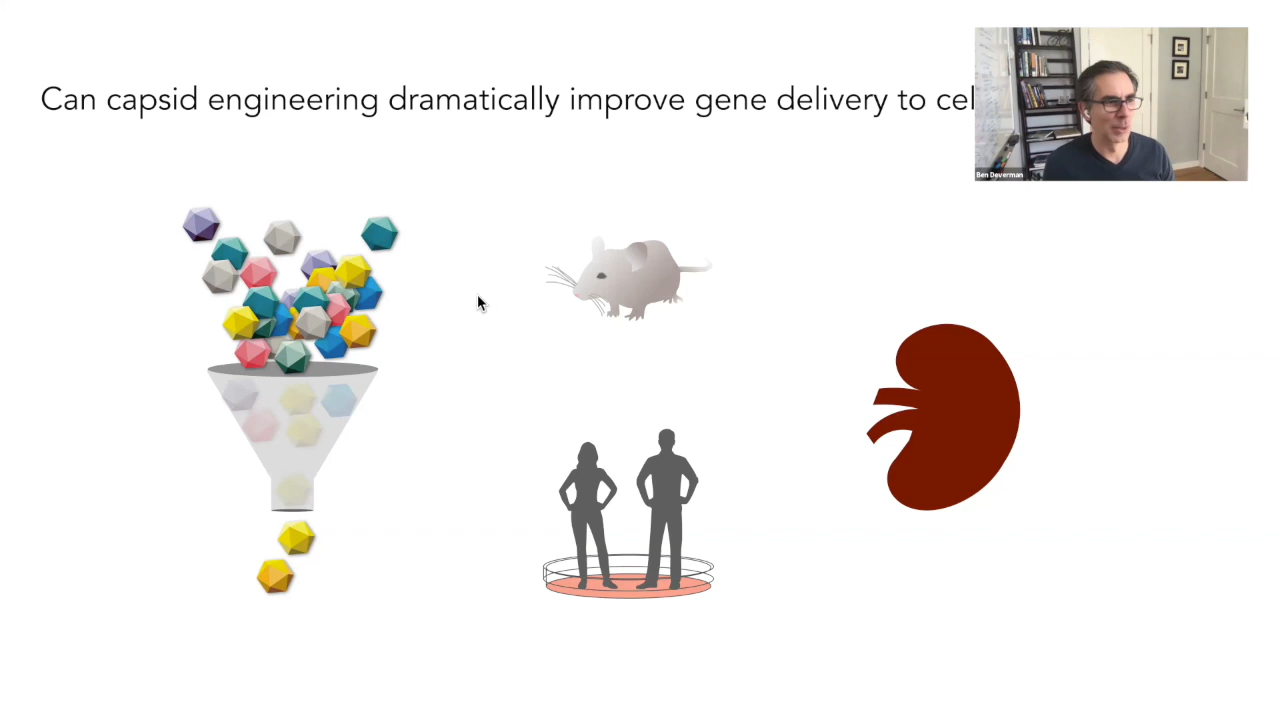 Can capsid engineering dramatically improve gene delivery to cel
Ben Deverman